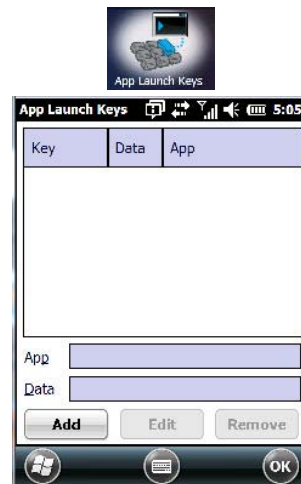 App Launch Keys
App Launch Keys 5:05
Key Data App
App
Data
Add Edit Remove
OK